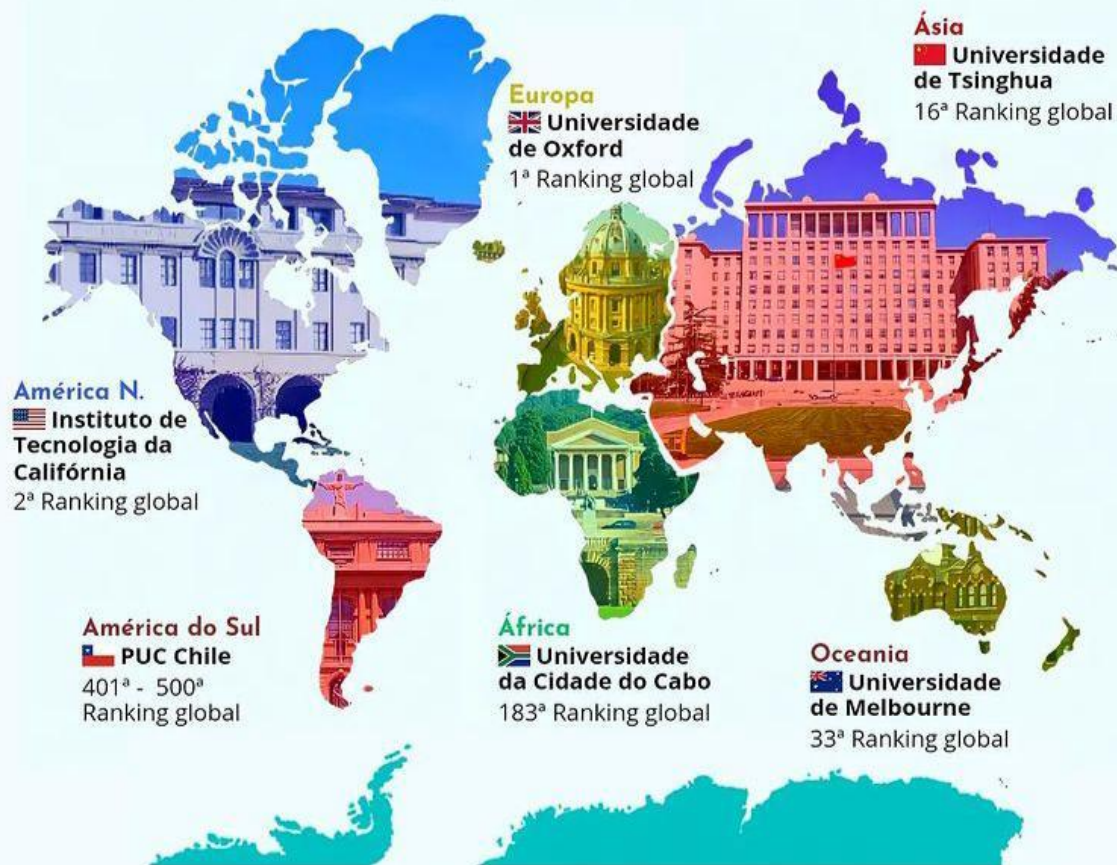 Ásia
Universidade
de Tsinghua
16ª Ranking global
Europa
Universidade
de Oxford
1ª Ranking global
América N.
Instituto de
Tecnologia da
Califórnia
2ª Ranking global
América do Sul
PUC Chile
401ª - 500ª
Ranking global
África
Universidade
da Cidade do Cabo
183ª Ranking global
Oceania
Universidade
de Melbourne
33ª Ranking global